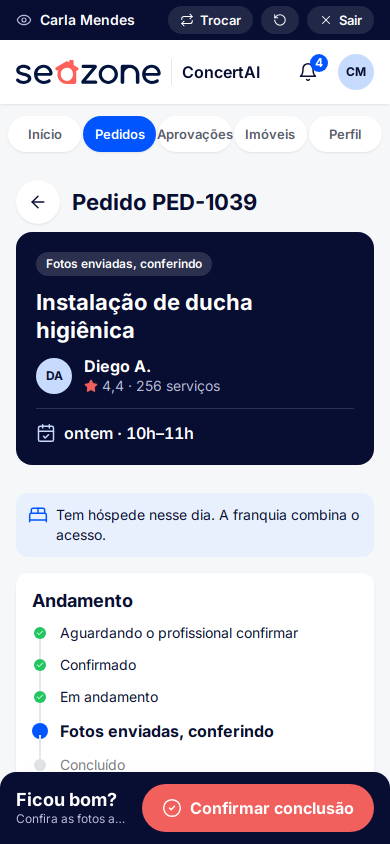 Carla Mendes
Trocar
Sair
seazone
ConcertAI
4
CM
Início
Pedidos
Aprovações
Imóveis
Perfil
Pedido PED-1039
Fotos enviadas, conferindo
Instalação de ducha
higiênica
DA
Diego A.
4,4 · 256 serviços
ontem · 10h–11h
Tem hóspede nesse dia. A franquia combina o
acesso.
Andamento
Aguardando o profissional confirmar
Confirmado
Em andamento
Fotos enviadas, conferindo
Concluído
Ficou bom?
Confira as fotos a...
Confirmar conclusão